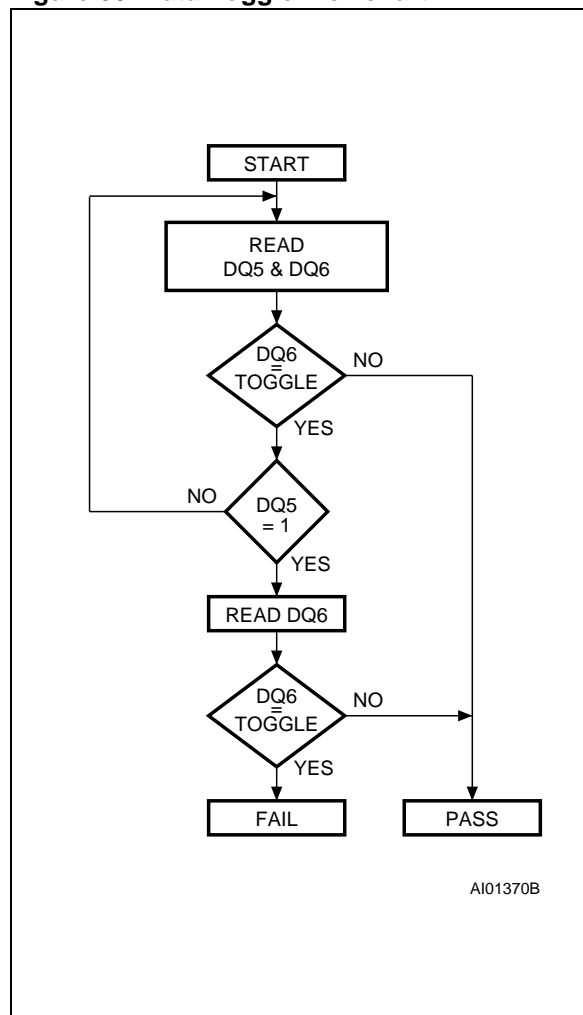 START
READ
DQ5 & DQ6
DQ6
=
TOGGLE
NO
YES
NO
DQ5
= 1
YES
READ DQ6
DQ6
=
TOGGLE
NO
YES
FAIL
PASS
AI01370B